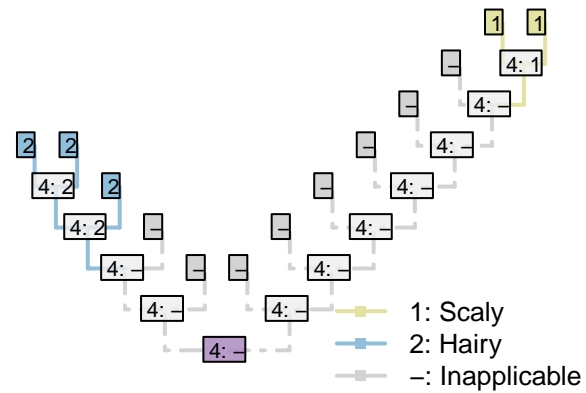 1 1
– 4: 1
– 4: –
2 2 – 4: –
4: 2 2 – 4: –
4: 2 – – 4: –
4: – – – 4: –
4: – 4: –
4: –
1: Scaly
2: Hairy
–: Inapplicable